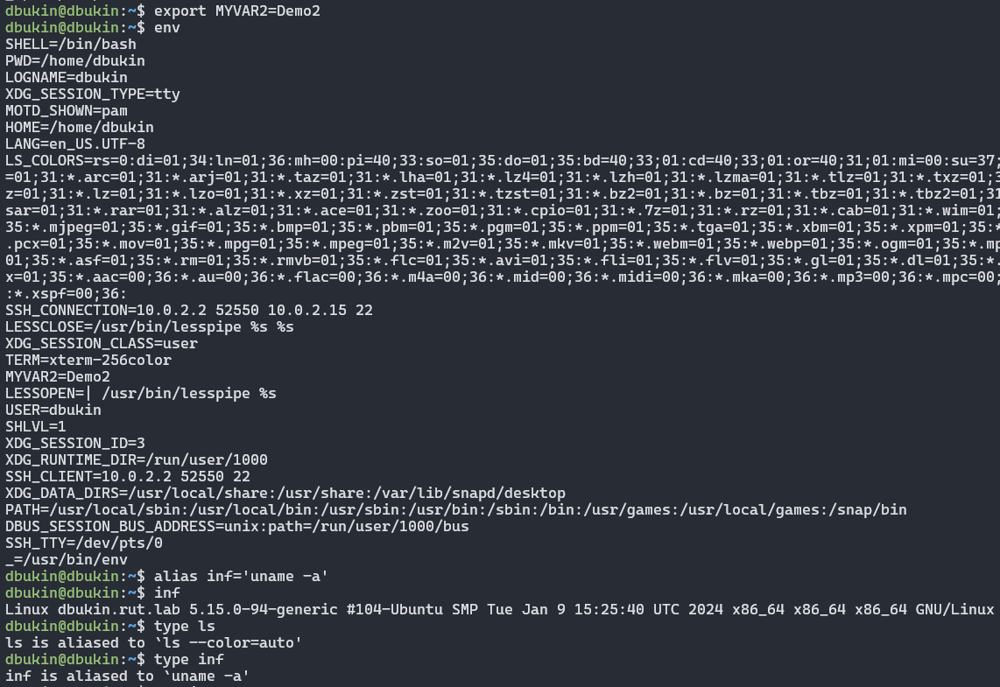 dbukin@dbukin:~$ export MYVAR2=Demo2
dbukin@dbukin:~$ env
SHELL=/bin/bash
PWD=/home/dbukin
LOGNAME=dbukin
XDG_SESSION_TYPE=tty
MOTD_SHOWN=pam
HOME=/home/dbukin
LANG=en_US.UTF-8
LS_COLORS=rs=0:di=01;34:ln=01;36:mh=00:pi=40;33:so=01;35:do=01;35:bd=40;33;01:cd=40;33;01:or=40;31;01:mi=00:su=37;
=01;31:*.arc=01;31:*.arj=01;31:*.taz=01;31:*.lha=01;31:*.lz4=01;31:*.lzh=01;31:*.lzma=01;31:*.tlz=01;31:*.txz=01;3
z=01;31:*.lz=01;31:*.lzo=01;31:*.xz=01;31:*.zst=01;31:*.tzst=01;31:*.bz2=01;31:*.bz=01;31:*.tbz=01;31:*.tbz2=01;31
sar=01;31:*.rar=01;31:*.alz=01;31:*.ace=01;31:*.zoo=01;31:*.cpio=01;31:*.7z=01;31:*.rz=01;31:*.cab=01;31:*.wim=01;
35:*.mjpeg=01;35:*.gif=01;35:*.bmp=01;35:*.pbm=01;35:*.pgm=01;35:*.ppm=01;35:*.tga=01;35:*.xbm=01;35:*.xpm=01;35:*
.pcx=01;35:*.mov=01;35:*.mpg=01;35:*.mpeg=01;35:*.m2v=01;35:*.mkv=01;35:*.webm=01;35:*.webp=01;35:*.ogm=01;35:*.mp
01;35:*.asf=01;35:*.rm=01;35:*.rmvb=01;35:*.flc=01;35:*.avi=01;35:*.fli=01;35:*.flv=01;35:*.gl=01;35:*.dl=01;35:*.
x=01;35:*.aac=00;36:*.au=00;36:*.flac=00;36:*.m4a=00;36:*.mid=00;36:*.midi=00;36:*.mka=00;36:*.mp3=00;36:*.mpc=00;
:*.xspf=00;36:
SSH_CONNECTION=10.0.2.2 52550 10.0.2.15 22
LESSCLOSE=/usr/bin/lesspipe %s %s
XDG_SESSION_CLASS=user
TERM=xterm-256color
MYVAR2=Demo2
LESSOPEN=| /usr/bin/lesspipe %s
USER=dbukin
SHLVL=1
XDG_SESSION_ID=3
XDG_RUNTIME_DIR=/run/user/1000
SSH_CLIENT=10.0.2.2 52550 22
XDG_DATA_DIRS=/usr/local/share:/usr/share:/var/lib/snapd/desktop
PATH=/usr/local/sbin:/usr/local/bin:/usr/sbin:/usr/bin:/sbin:/bin:/usr/games:/usr/local/games:/snap/bin
DBUS_SESSION_BUS_ADDRESS=unix:path=/run/user/1000/bus
SSH_TTY=/dev/pts/0
_=/usr/bin/env
dbukin@dbukin:~$ alias inf='uname -a'
dbukin@dbukin:~$ inf
Linux dbukin.rut.lab 5.15.0-94-generic #104-Ubuntu SMP Tue Jan 9 15:25:40 UTC 2024 x86_64 x86_64 x86_64 GNU/Linux
dbukin@dbukin:~$ type ls
ls is aliased to `ls --color=auto'
dbukin@dbukin:~$ type inf
inf is aliased to `uname -a'